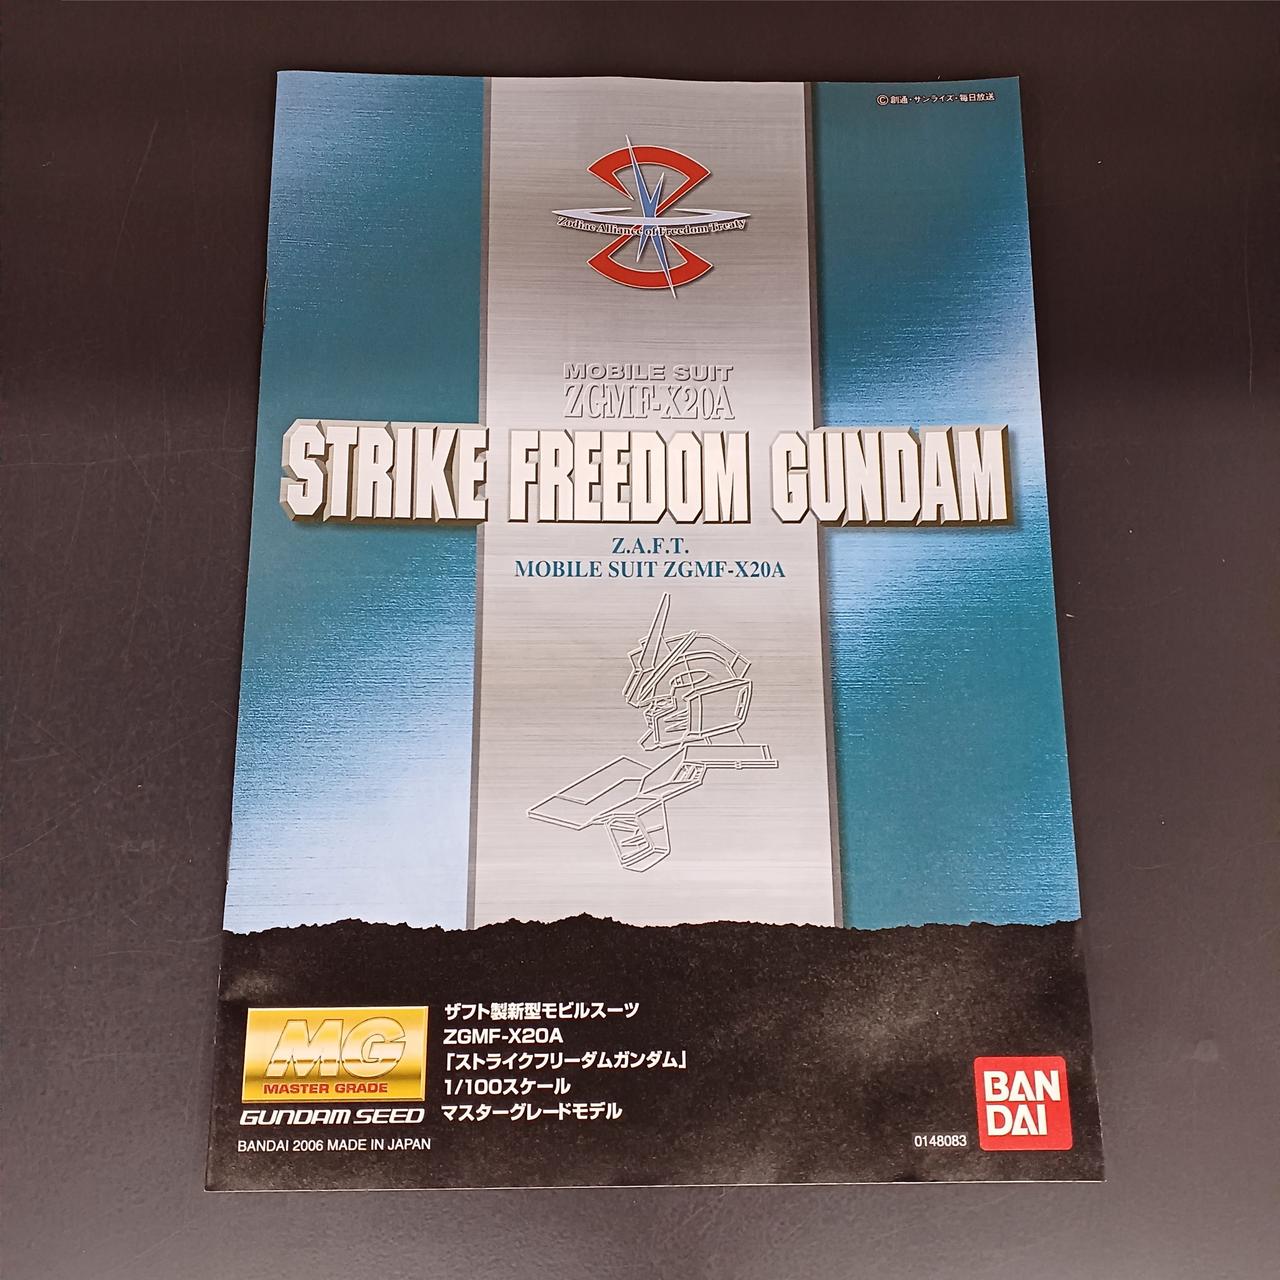 ©創通・サンライズ・毎日放送
Zodiac Alliance of Freedom Treaty
MOBILE SUIT
ZGMF-X20A
STRIKE FREEDOM GUNDAM
Z.A.F.T.
MOBILE SUIT ZGMF-X20A
MG
MASTER GRADE
GUNDAM SEED
BANDAI 2006 MADE IN JAPAN
ザフト製新型モビルスーツ
ZGMF-X20A
「ストライクフリーダムガンダム」
1/100スケール
マスターグレードモデル
0148083
BAN
DAI